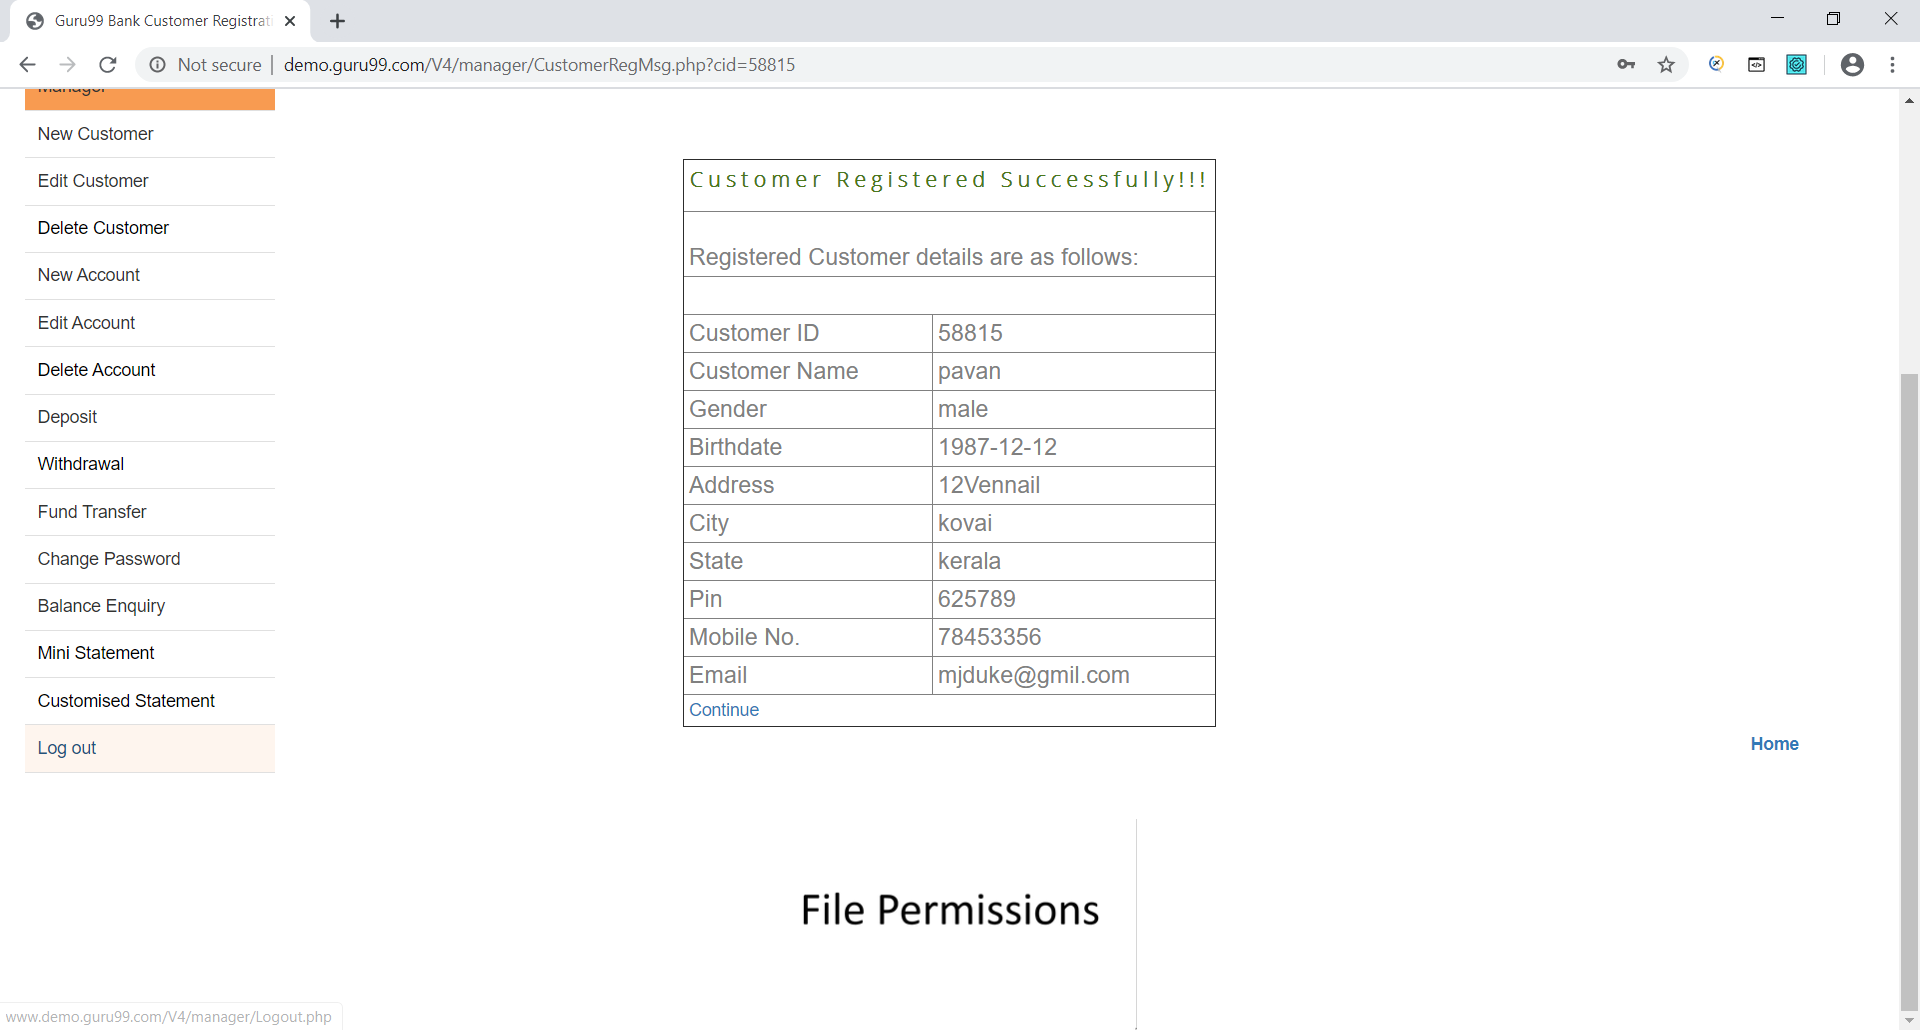 Guru99 Bank Customer Registrati
Not secure | demo.guru99.com/V4/manager/CustomerRegMsg.php?cid=58815
Manager
New Customer
Edit Customer
Delete Customer
New Account
Edit Account
Delete Account
Deposit
Withdrawal
Fund Transfer
Change Password
Balance Enquiry
Mini Statement
Customised Statement
Log out
Customer Registered Successfully!!!
Registered Customer details are as follows:
Customer ID 58815
Customer Name pavan
Gender male
Birthdate 1987-12-12
Address 12Vennail
City kovai
State kerala
Pin 625789
Mobile No. 78453356
Email mjduke@gmil.com
Continue
Home
File Permissions
www.demo.guru99.com/V4/manager/Logout.php